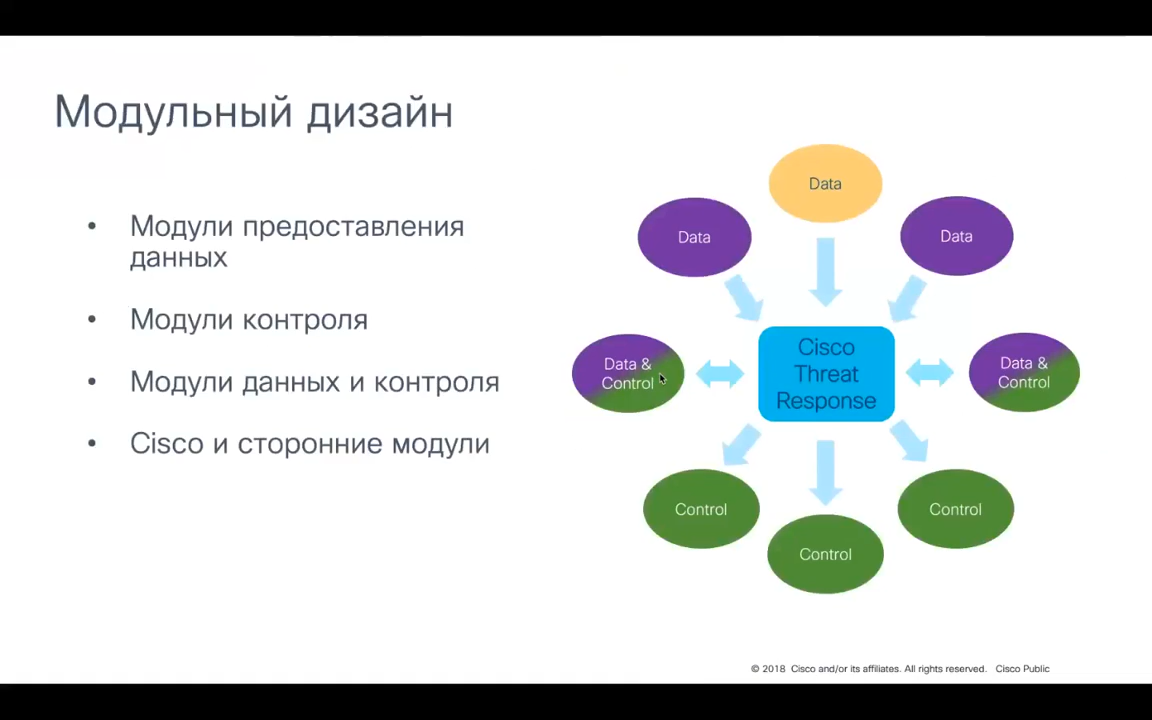 Модульный дизайн
• Модули предоставления
данных
• Модули контроля
• Модули данных и контроля
• Cisco и сторонние модули
Data
Data
Data
Data &
Control
Cisco
Threat
Response
Data &
Control
Control
Control
Control
© 2018 Cisco and/or its affiliates. All rights reserved. Cisco Public